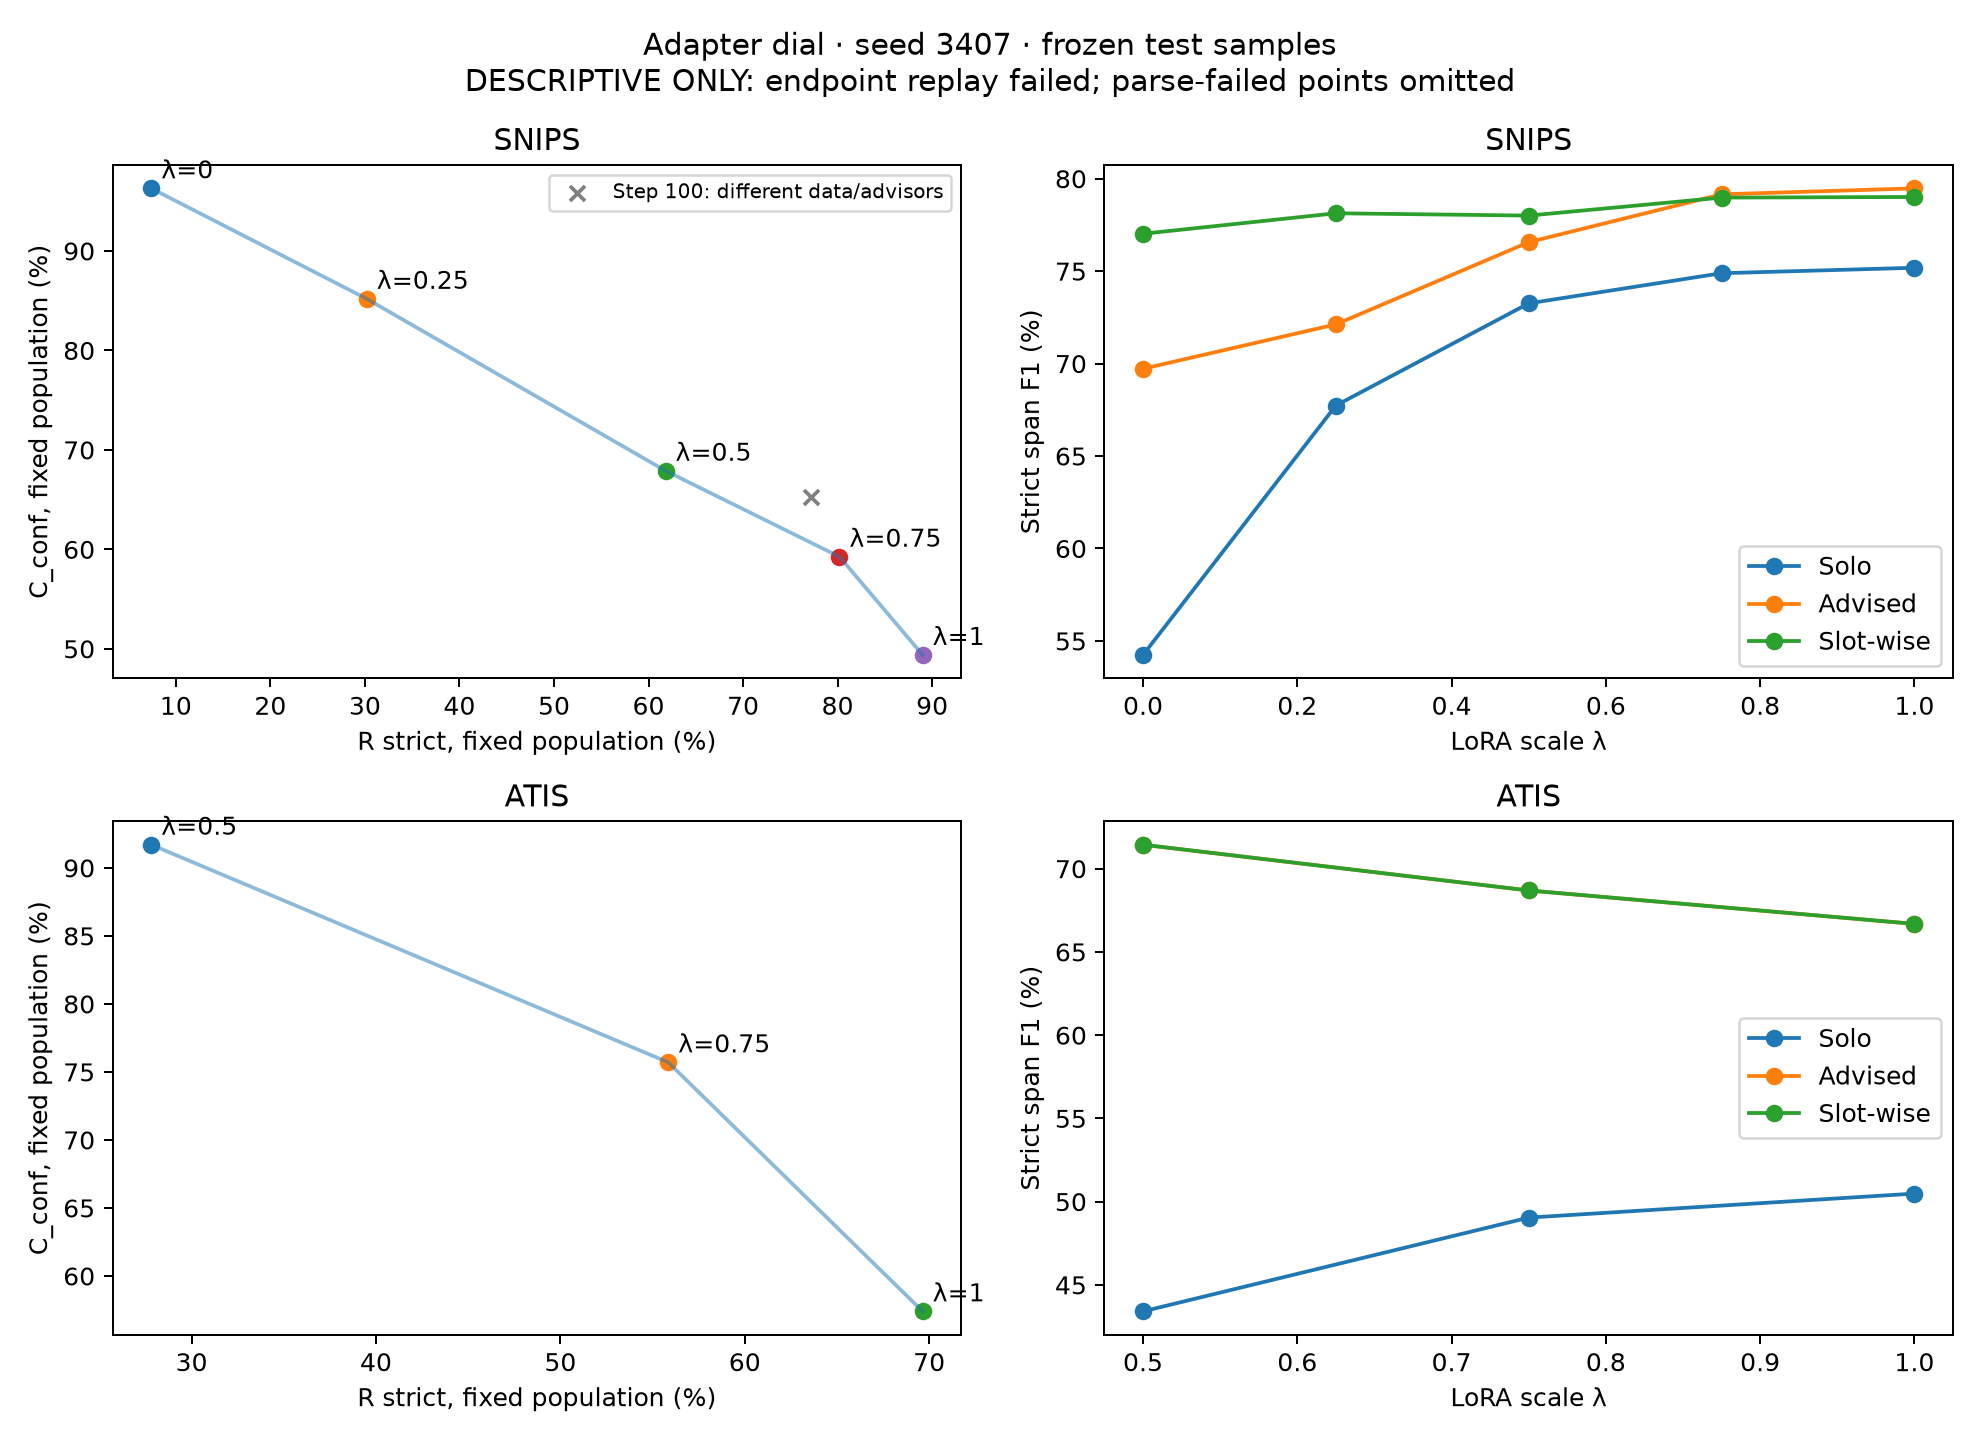 Adapter dial · seed 3407 · frozen test samples
DESCRIPTIVE ONLY: endpoint replay failed; parse-failed points omitted
SNIPS
λ=0
λ=0.25
λ=0.5
λ=0.75
λ=1
Step 100: different data/advisors
90
80
70
60
50
C_conf, fixed population (%)
10 20 30 40 50 60 70 80 90
R strict, fixed population (%)
SNIPS
80
75
70
65
60
55
Strict span F1 (%)
Solo
Advised
Slot-wise
0.0 0.2 0.4 0.6 0.8 1.0
LoRA scale λ
ATIS
λ=0.5
λ=0.75
λ=1
90
85
80
75
70
65
60
C_conf, fixed population (%)
30 40 50 60 70
R strict, fixed population (%)
ATIS
70
65
60
55
50
45
Strict span F1 (%)
Solo
Advised
Slot-wise
0.5 0.6 0.7 0.8 0.9 1.0
LoRA scale λ